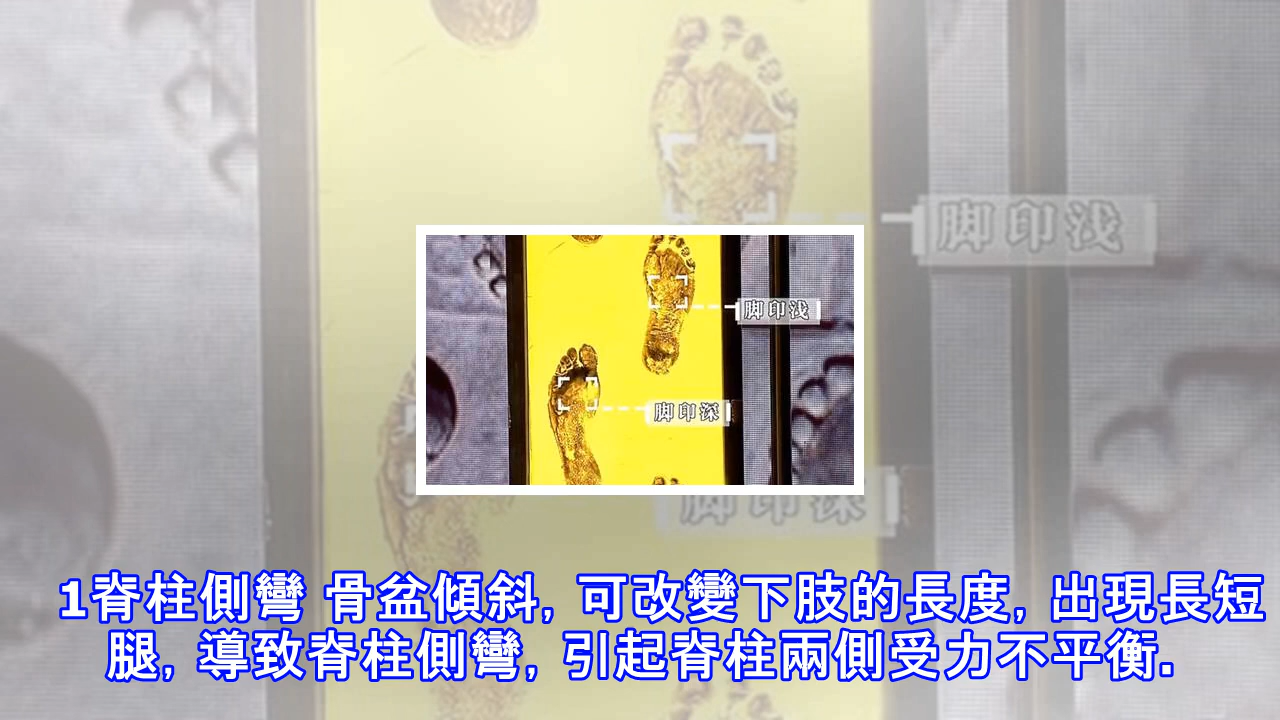 脚印浅
脚印浅
脚印深
脚印深
1脊柱側彎 骨盆傾斜, 可改變下肢的長度, 出現長短
腿, 導致脊柱側彎, 引起脊柱兩側受力不平衡.